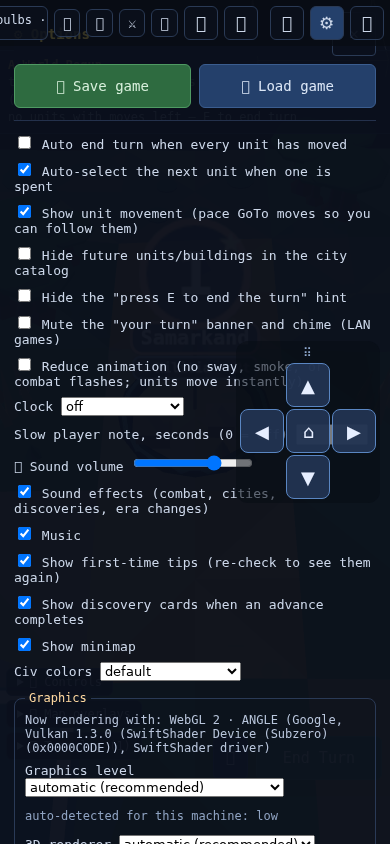 Save game
Load game
Auto end turn when every unit has moved
Auto-select the next unit when one is
spent
Show unit movement (pace GoTo moves so you
can follow them)
Hide future units/buildings in the city
catalog
Hide the "press E to end the turn" hint
Mute the "your turn" banner and chime (LAN
games)
Reduce animation (no sway, smoke,
combat flashes; units move instantly)
Clock off
Slow player note, seconds (0
Sound volume
Sound effects (combat, cities,
discoveries, era changes)
Music
Show first-time tips (re-check to see them
again)
Show discovery cards when an advance
completes
Show minimap
Civ colors default
Graphics
Now rendering with: WebGL 2 · ANGLE (Google,
Vulkan 1.3.0 (SwiftShader Device (Subzero)
(0x0000C0DE)), SwiftShader driver)
Graphics level
automatic (recommended)
auto-detected for this machine: low
3D renderer automatic (recommended)